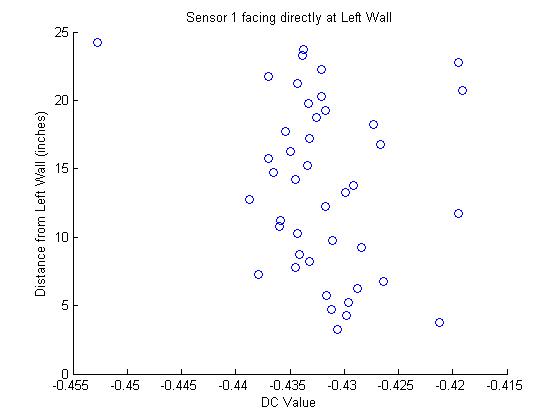 Sensor 1 facing directly at Left Wall
25
20
15
10
5
0
Distance from Left Wall (inches)
-0.455 -0.45 -0.445 -0.44 -0.435 -0.43 -0.425 -0.42 -0.415
DC Value